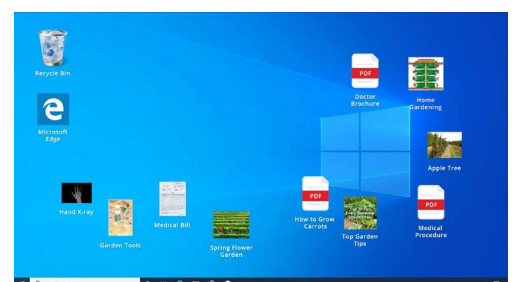 Recycle Bin
PDF
Doctor
Brochure
Home
Gardening
Microsoft
Edge
Apple Tree
Hand X-ray
Garden Tools
Medical Bill
Spring Flower
Garden
PDF
How to Grow
Carrots
Top Garden
Tips
PDF
Medical
Procedure